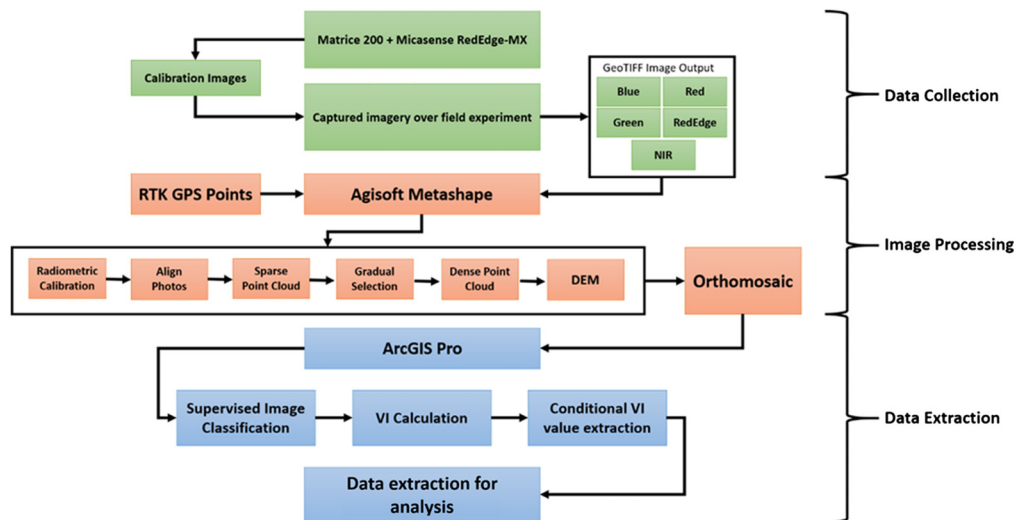 Matrice 200 + Micasense RedEdge-MX
Calibration Images
Captured imagery over field experiment
GeoTIFF Image Output
Blue
Red
Green
RedEdge
NIR
Data Collection
RTK GPS Points
Agisoft Metashape
Radiometric
Calibration
Align
Photos
Sparse
Point Cloud
Gradual
Selection
Dense Point
Cloud
DEM
Orthomosaic
Image Processing
ArcGIS Pro
Supervised Image
Classification
VI Calculation
Conditional VI
value extraction
Data extraction for
analysis
Data Extraction